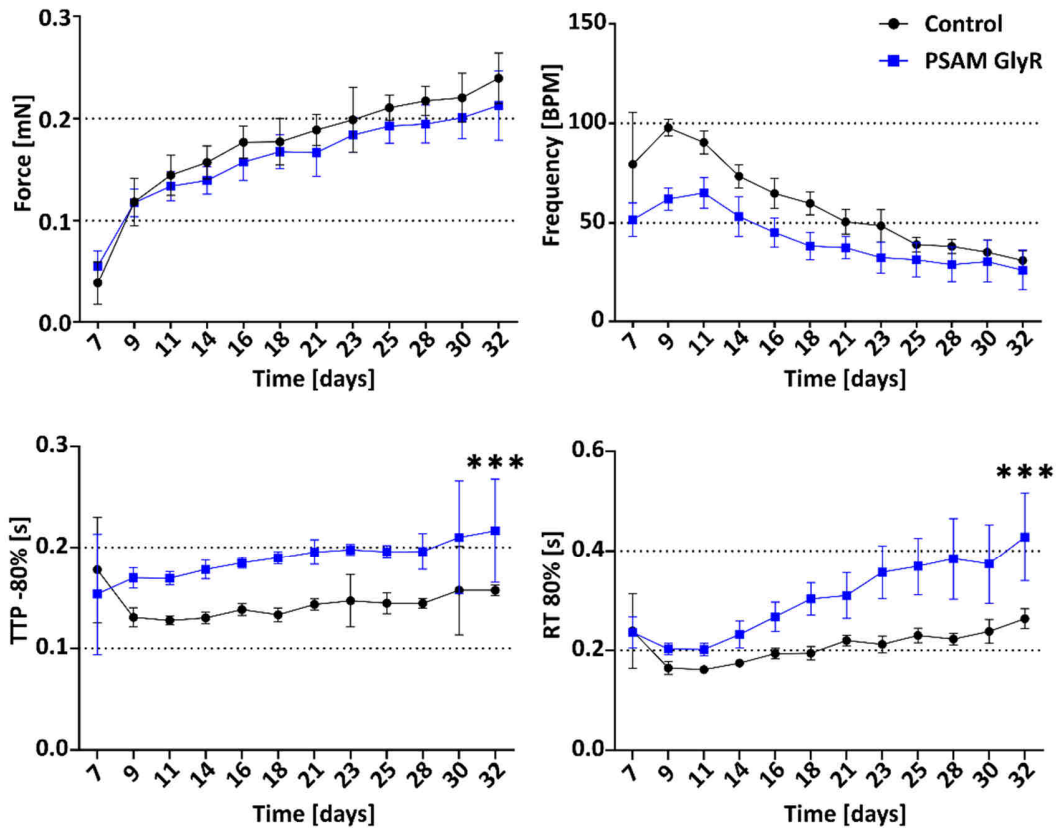 Force [mN]
0.3
0.2
0.1
0.0
7 9 11 14 16 18 21 23 25 28 30 32
Time [days]
Frequency [BPM]
150
100
50
0
7 9 11 14 16 18 21 23 25 28 30 32
Time [days]
Control
PSAM GlyR
TTP -80% [s]
0.3
0.2
0.1
0.0
7 9 11 14 16 18 21 23 25 28 30 32
Time [days]
***
RT 80% [s]
0.6
0.4
0.2
0.0
7 9 11 14 16 18 21 23 25 28 30 32
Time [days]
***